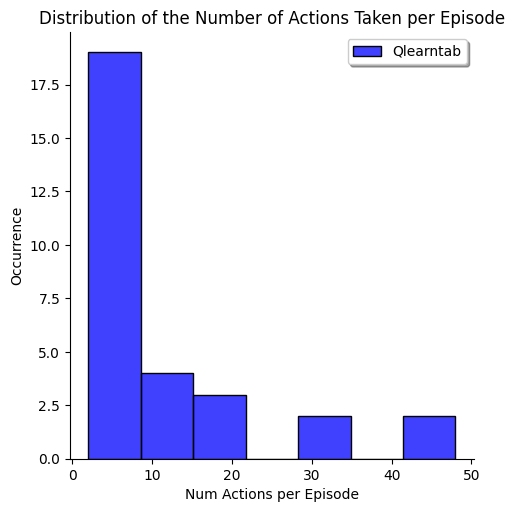 Distribution of the Number of Actions Taken per Episode
Qlearntab
17.5
15.0
12.5
10.0
7.5
5.0
2.5
0.0
Occurrence
0 10 20 30 40 50
Num Actions per Episode